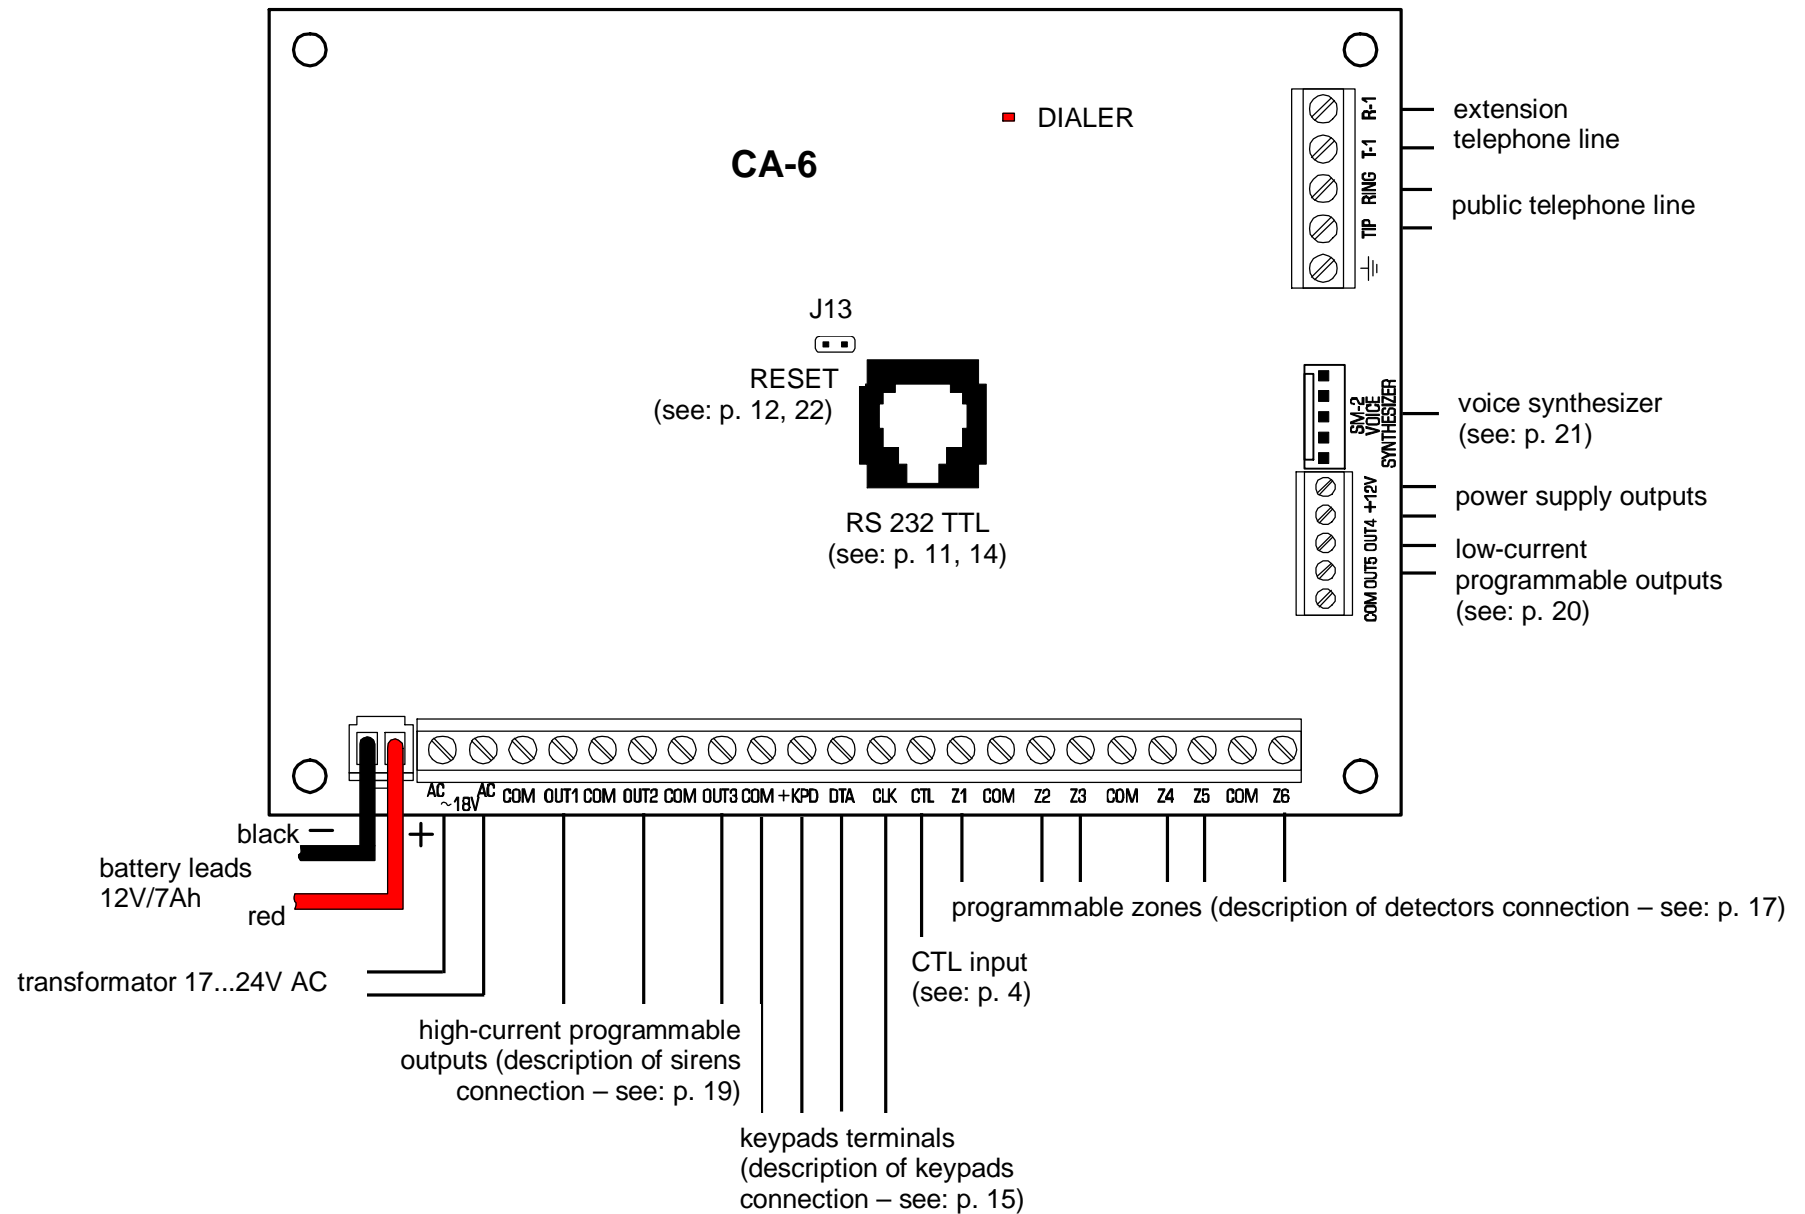 DIALER
CA-6
R-1
T-1
RING
TIP
extension
telephone line
public telephone line
J13
RESET
(see: p. 12, 22)
RS 232 TTL
(see: p. 11, 14)
SM-2
VOICE
SYNTHESIZER
voice synthesizer
(see: p. 21)
+12V
OUT4
OUT5
COM
power supply outputs
low-current
programmable outputs
(see: p. 20)
AC ~18V AC COM OUT1 COM OUT2 COM OUT3 COM +KPD DTA CLK CTL Z1 COM Z2 Z3 COM Z4 Z5 COM Z6
black − +
battery leads
12V/7Ah
red
transformator 17...24V AC
programmable zones (description of detectors connection – see: p. 17)
CTL input
(see: p. 4)
high-current programmable
outputs (description of sirens
connection – see: p. 19)
keypads terminals
(description of keypads
connection – see: p. 15)